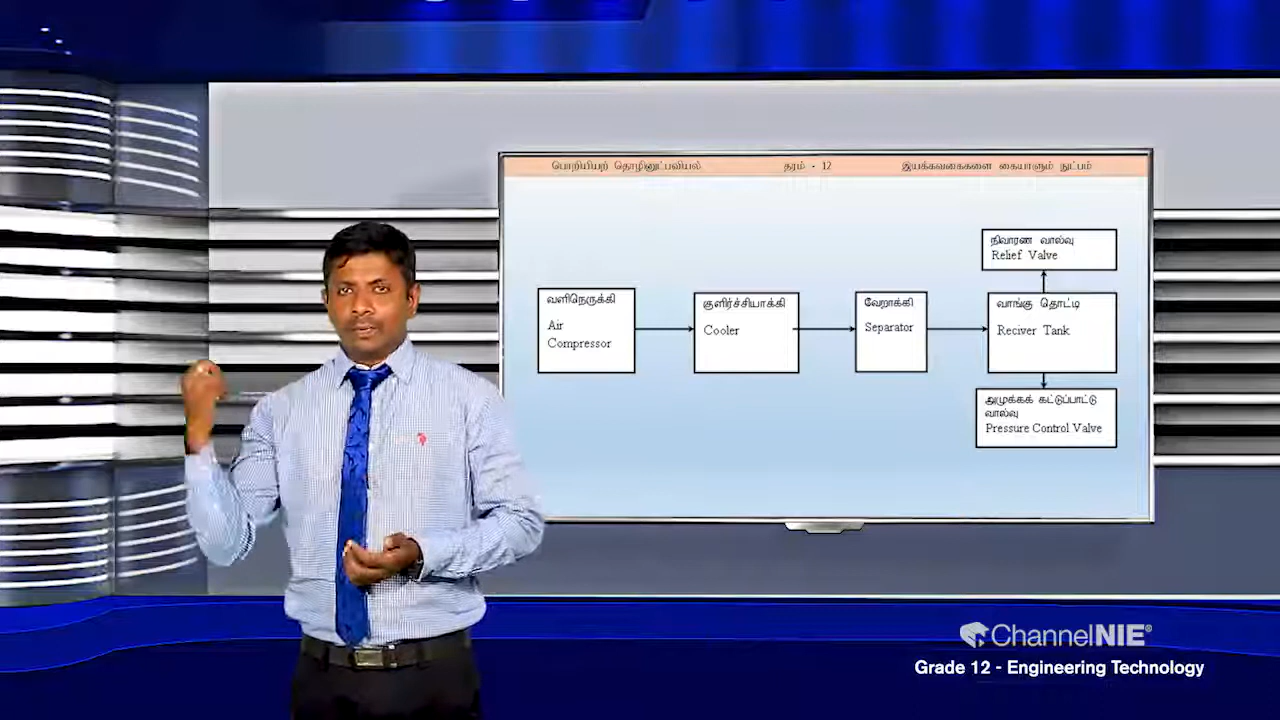 பொறியியற் தொழினுட்பவியல் தரம் - 12 இயக்கவகைகளை கையாளும் நுட்பம்
நிவாரண வால்வு
Relief Valve
வளிநெருக்கி
Air
Compressor
குளிர்ச்சியாக்கி
Cooler
வேறாக்கி
Separator
வாங்கு தொட்டி
Reciver Tank
அமுக்கக் கட்டுப்பாட்டு
வால்வு
Pressure Control Valve
ChannelNIE®
Grade 12 - Engineering Technology